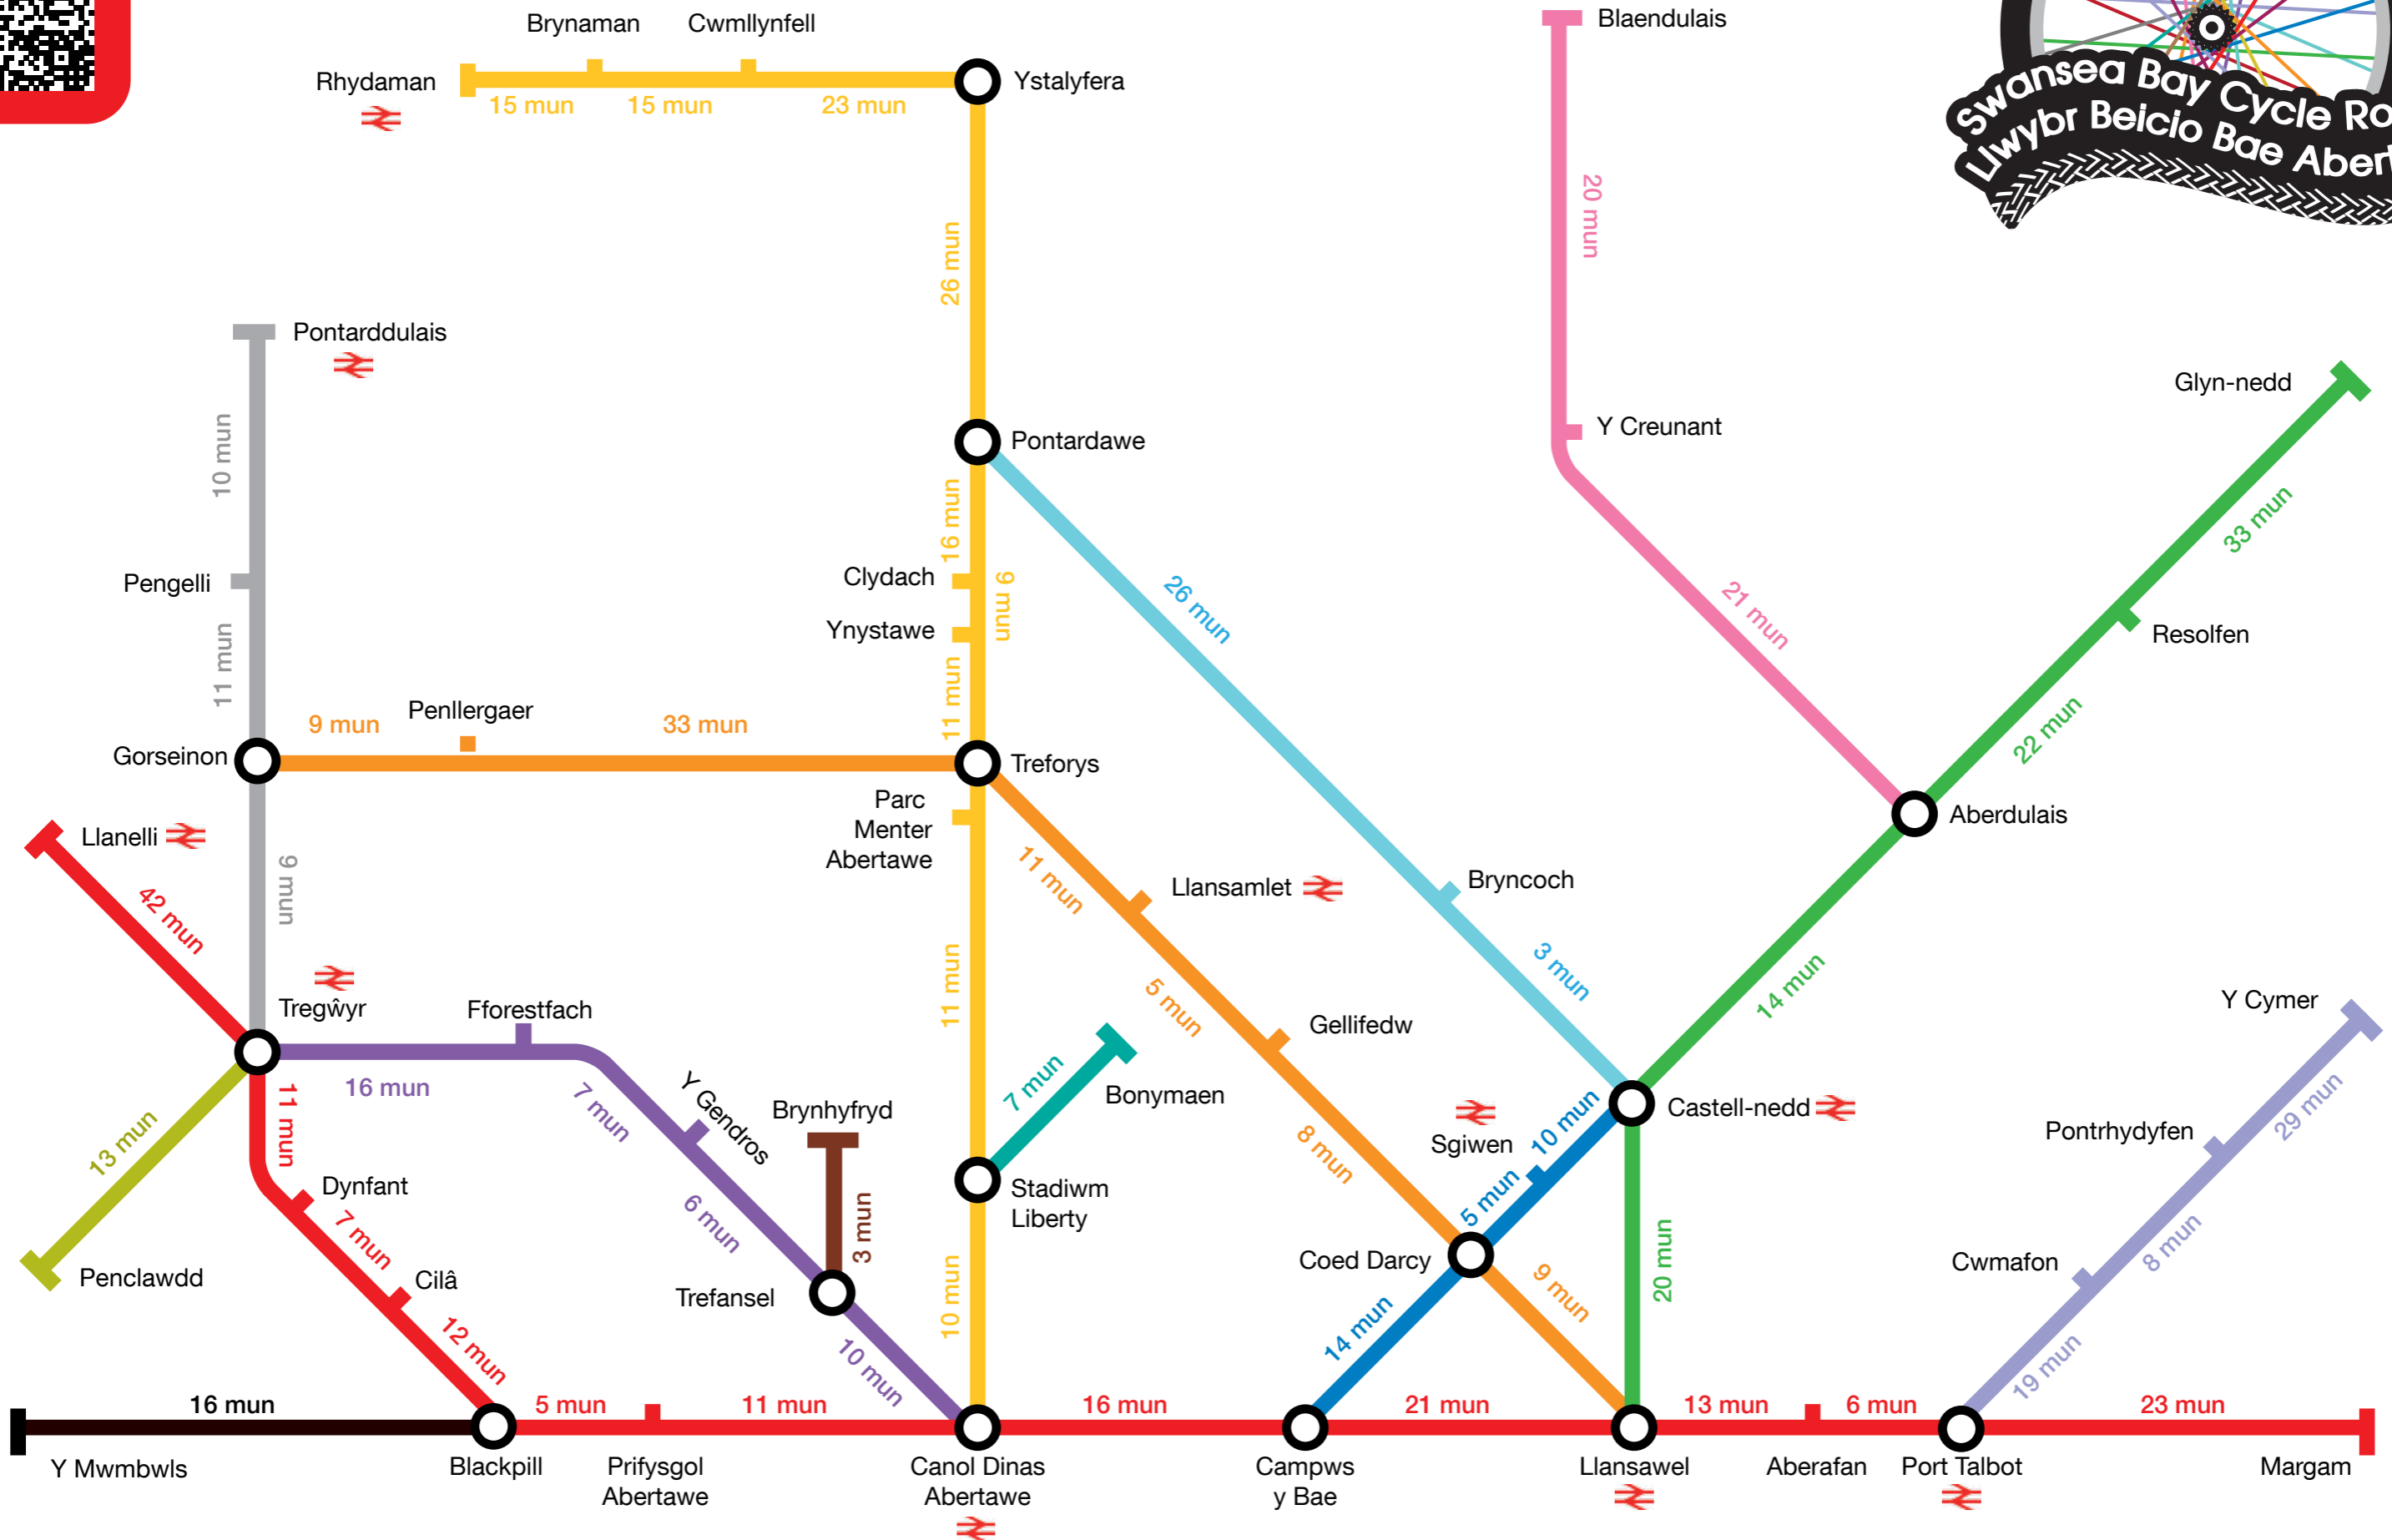 Brynaman
Cwmllynfell
Blaendulais
Rhydaman
Ystalyfera
15 mun
15 mun
23 mun
Swansea Bay Cycle
Llwybr Beicio Bae
20 mun
26 mun
Pontarddulais
Glyn-nedd
10 mun
Pontardawe
Y Creunant
33 mun
16 mun
Clydach
9 mun
Pengelli
26 mun
21 mun
Ynystawe
Resolfen
11 mun
11 mun
22 mun
9 mun
Penllergaer
33 mun
Gorseinon
Treforys
Parc
Menter
Abertawe
Aberdulais
Llanelli
42 mun
9 mun
11 mun
Llansamlet
Bryncoch
3 mun
14 mun
11 mun
5 mun
Tregŵyr
Fforestfach
Gellifedw
Y Cymer
16 mun
7 mun
Y Gendros
Brynhyfryd
7 mun
Bonymaen
Castell-nedd
29 mun
11 mun
13 mun
8 mun
Sgiwen
10 mun
Pontrhydyfen
Dynfant
7 mun
6 mun
3 mun
Stadiwm
Liberty
5 mun
8 mun
Penclawdd
Cilâ
Trefansel
Coed Darcy
9 mun
20 mun
Cwmafon
12 mun
10 mun
10 mun
14 mun
19 mun
16 mun
5 mun
11 mun
16 mun
21 mun
13 mun
6 mun
23 mun
Y Mwmbwls
Blackpill
Prifysgol
Abertawe
Canol Dinas
Abertawe
Campws
y Bae
Llansawel
Aberafan
Port Talbot
Margam